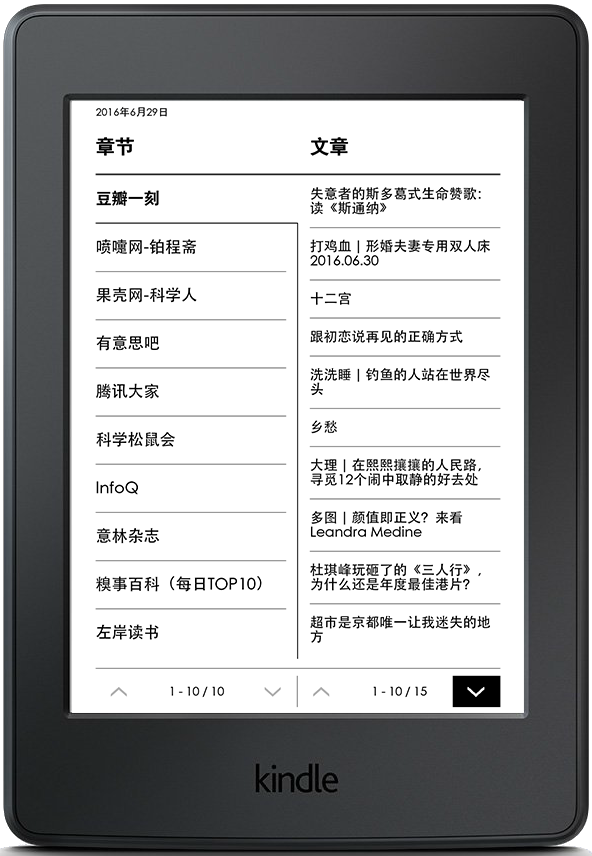 2016年6月29日
章节
豆瓣一刻
喷嚏网-铂程斋
果壳网-科学人
有意思吧
腾讯大家
科学松鼠会
InfoQ
意林杂志
糗事百科（每日TOP10）
左岸读书
1 - 10 / 10
文章
失意者的斯多葛式生命赞歌：
读《斯通纳》
打鸡血 | 形婚夫妻专用双人床
2016.06.30
十二宫
跟初恋说再见的正确方式
洗洗睡 | 钓鱼的人站在世界尽
头
乡愁
大理 | 在熙熙攘攘的人民路，
寻觅12个闹中取静的好去处
多图 | 颜值即正义？来看
Leandra Medine
杜琪峰玩砸了的《三人行》，
为什么还是年度最佳港片？
超市是京都唯一让我迷失的地
方
1 - 10 / 15
kindle